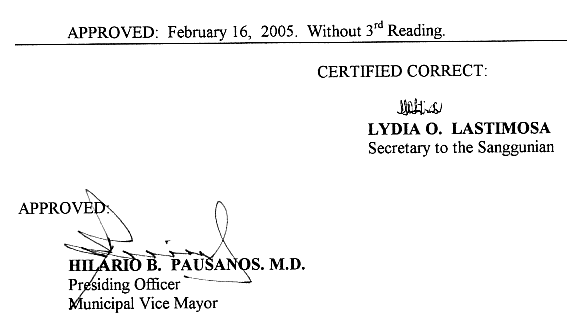 APPROVED: February 16, 2005. Without 3rd Reading.
CERTIFIED CORRECT:
LYDIA O. LASTIMOSA
Secretary to the Sanggunian
APPROVED:
HILARIO B. PAUSANOS. M.D.
Presiding Officer
Municipal Vice Mayor